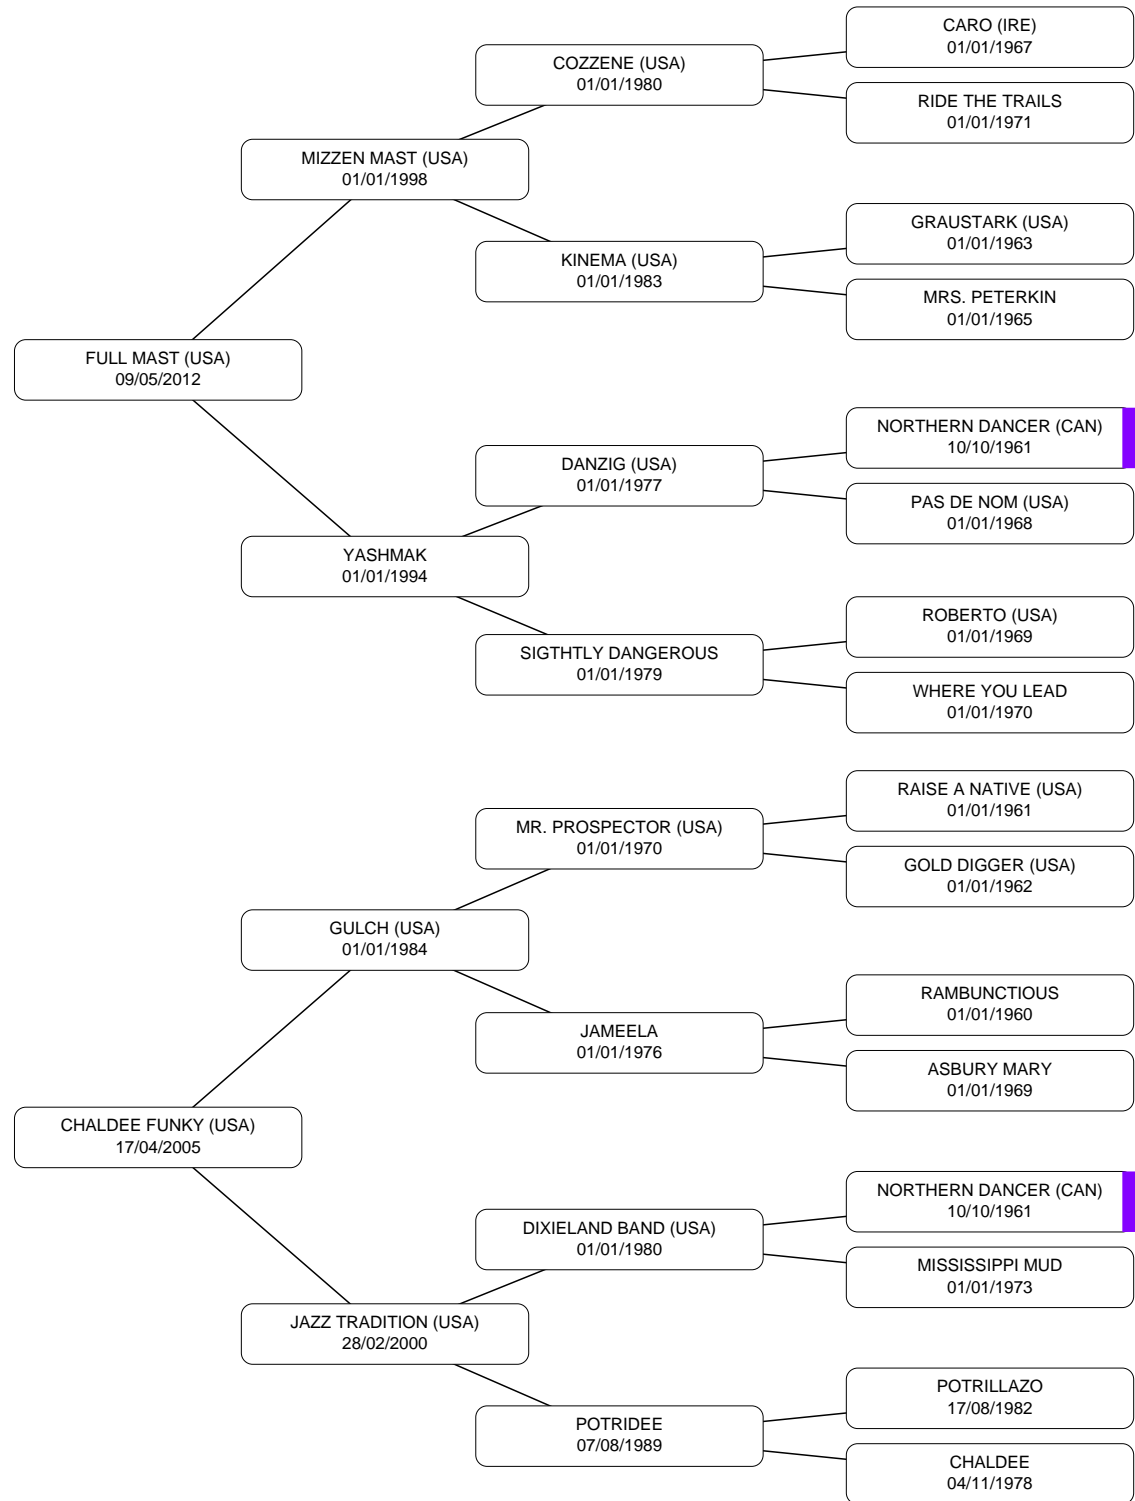 CARO (IRE)
01/01/1967
COZZENE (USA)
01/01/1980
RIDE THE TRAILS
01/01/1971
MIZZEN MAST (USA)
01/01/1998
GRAUSTARK (USA)
01/01/1963
KINEMA (USA)
01/01/1983
MRS. PETERKIN
01/01/1965
FULL MAST (USA)
09/05/2012
NORTHERN DANCER (CAN)
10/10/1961
DANZIG (USA)
01/01/1977
PAS DE NOM (USA)
01/01/1968
YASHMAK
01/01/1994
ROBERTO (USA)
01/01/1969
SIGTHTLY DANGEROUS
01/01/1979
WHERE YOU LEAD
01/01/1970
RAISE A NATIVE (USA)
01/01/1961
MR. PROSPECTOR (USA)
01/01/1970
GOLD DIGGER (USA)
01/01/1962
GULCH (USA)
01/01/1984
RAMBUNCTIOUS
01/01/1960
JAMEELA
01/01/1976
ASBURY MARY
01/01/1969
CHALDEE FUNKY (USA)
17/04/2005
NORTHERN DANCER (CAN)
10/10/1961
DIXIELAND BAND (USA)
01/01/1980
MISSISSIPPI MUD
01/01/1973
JAZZ TRADITION (USA)
28/02/2000
POTRILLAZO
17/08/1982
POTRIDEE
07/08/1989
CHALDEE
04/11/1978